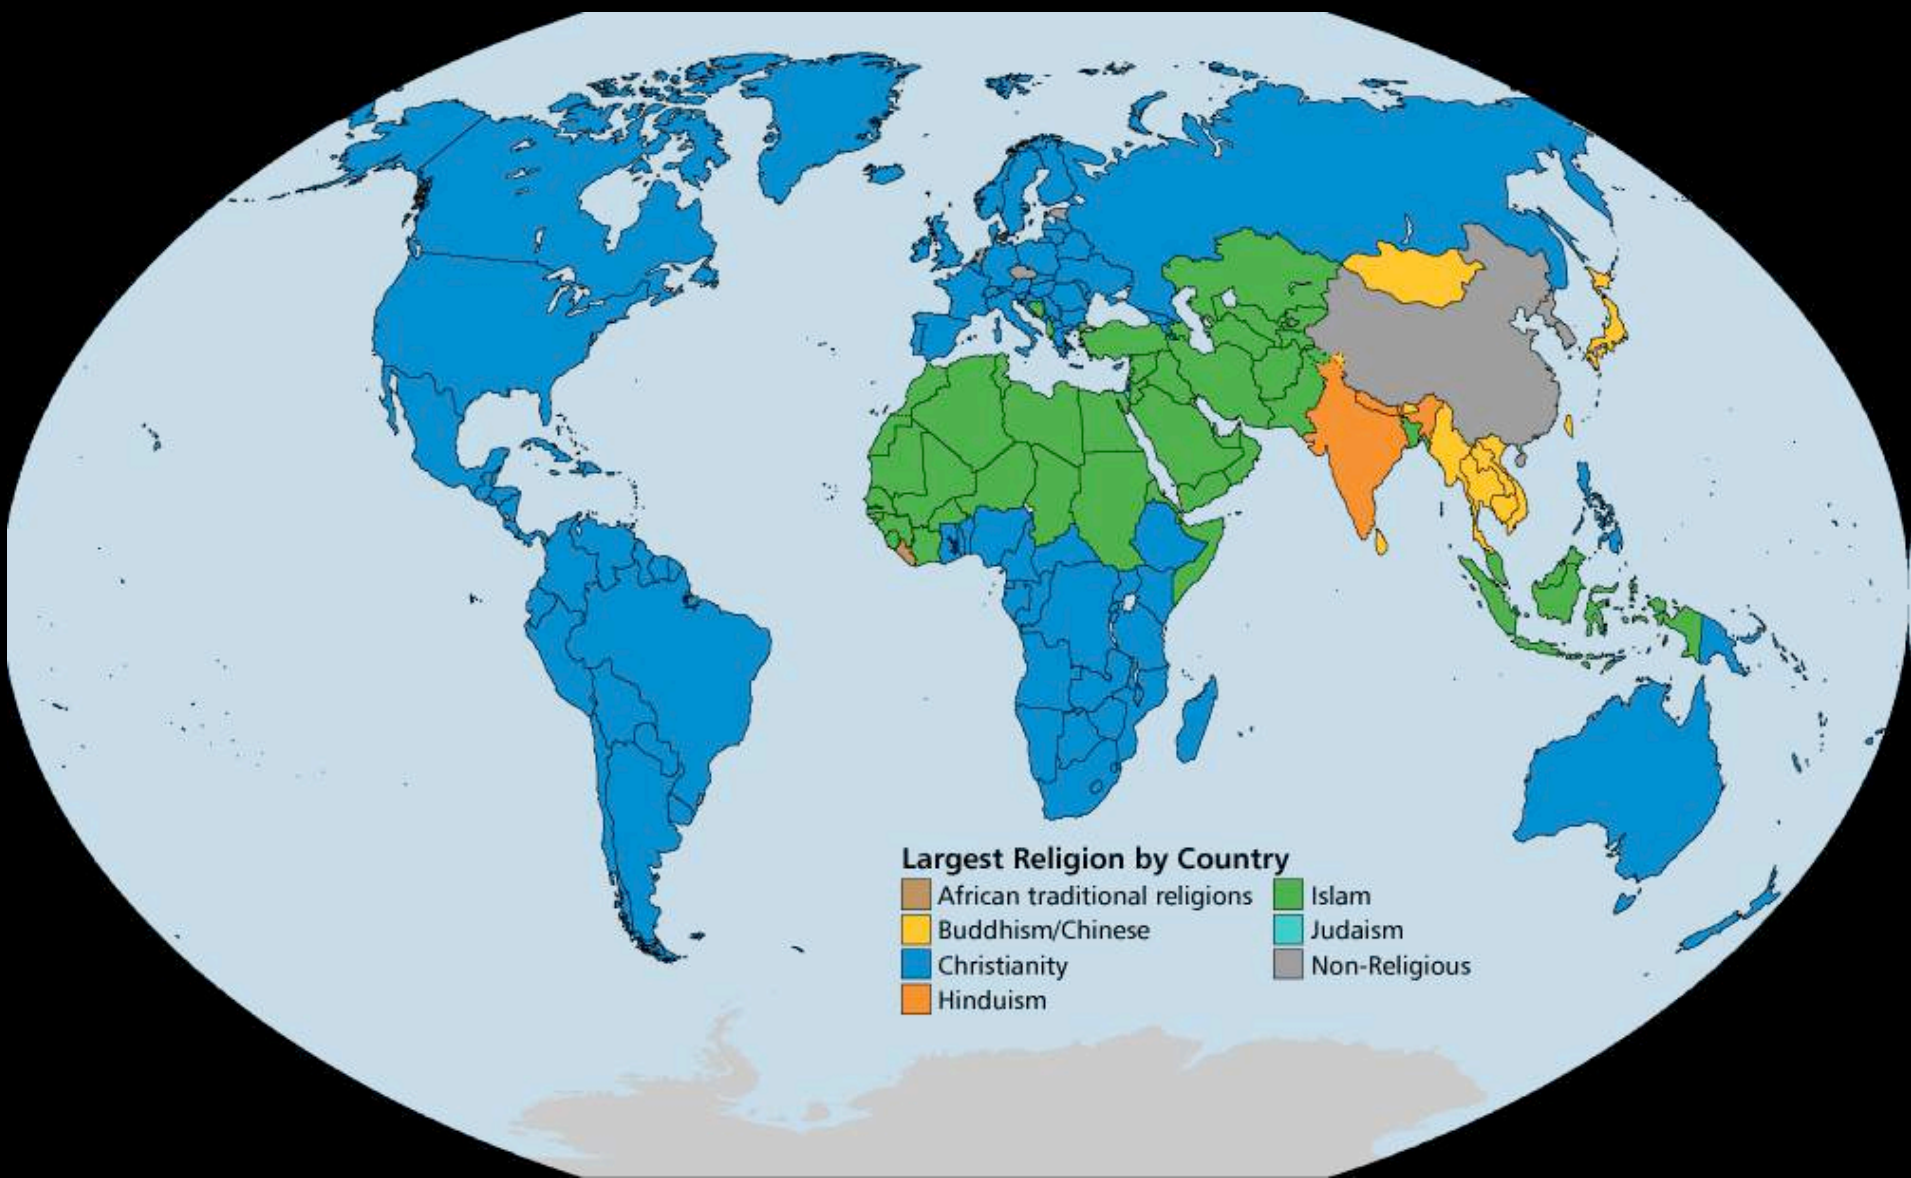 Largest Religion by Country
African traditional religions
Buddhism/Chinese
Christianity
Hinduism
Islam
Judaism
Non-Religious